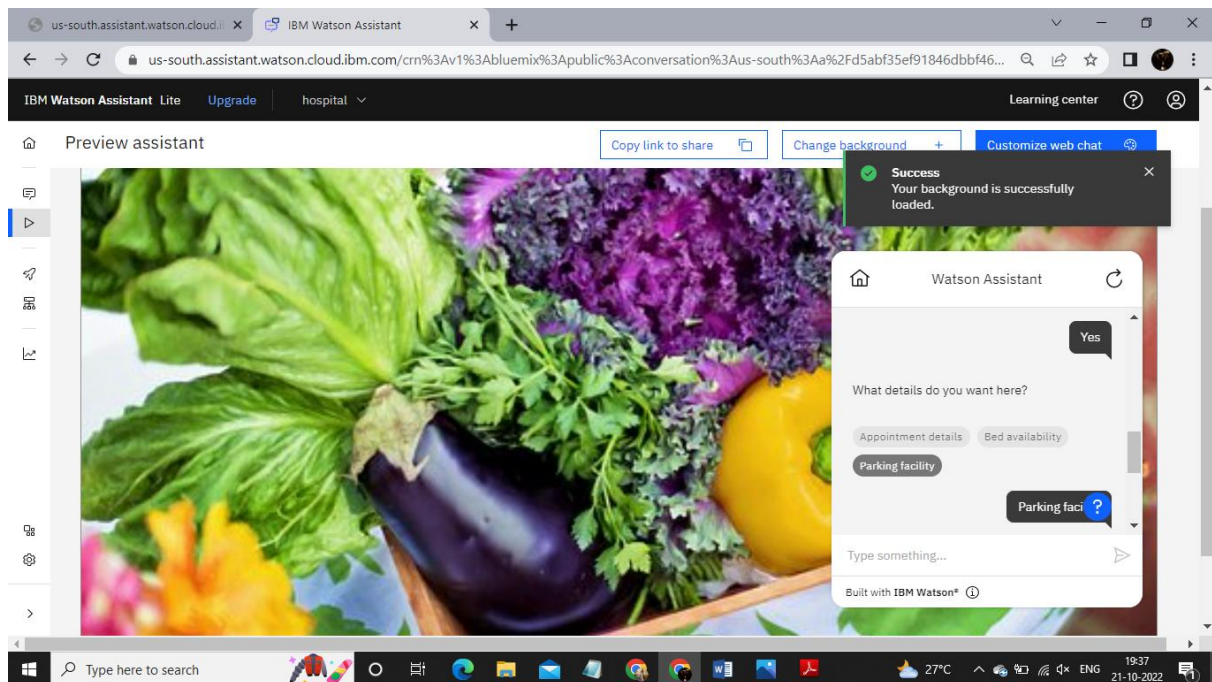 us-south.assistant.watson.cloud.i
IBM Watson Assistant
us-south.assistant.watson.cloud.ibm.com/crn%3Av1%3Abluemix%3Apublic%3Aconversation%3Aus-south%3Aa%2Fd5abf35ef91846dbbf46...
IBM Watson Assistant Lite Upgrade hospital Learning center
Preview assistant Copy link to share Change background + Customize web chat
Success
Your background is successfully
loaded.
Watson Assistant
Yes
What details do you want here?
Appointment details Bed availability
Parking facility
Parking faci
?
Type something...
Built with IBM Watson®
Type here to search
27°C ENG 19:37
21-10-2022